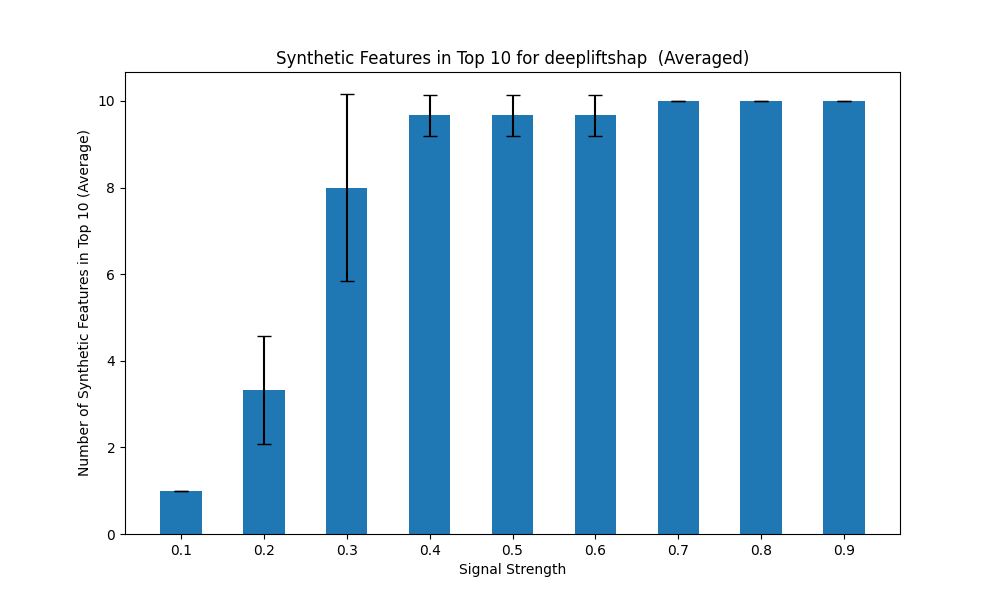 Synthetic Features in Top 10 for deepliftshap  (Averaged)
Number of Synthetic Features in Top 10 (Average)
10
8
6
4
2
0
0.1 0.2 0.3 0.4 0.5 0.6 0.7 0.8 0.9
Signal Strength